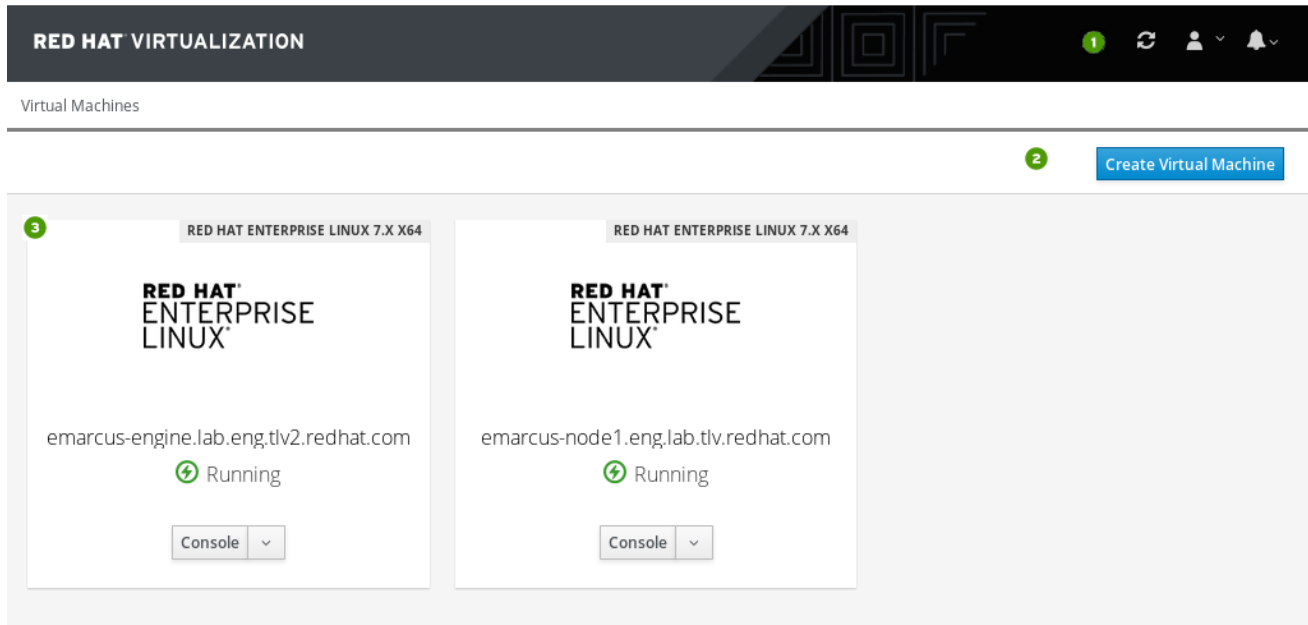 RED HAT VIRTUALIZATION
1
Virtual Machines
2
Create Virtual Machine
3
RED HAT ENTERPRISE LINUX 7.X X64
RED HAT
ENTERPRISE
LINUX
emarcus-engine.lab.eng.tlv2.redhat.com
Running
Console
RED HAT ENTERPRISE LINUX 7.X X64
RED HAT
ENTERPRISE
LINUX
emarcus-node1.eng.lab.tlv.redhat.com
Running
Console